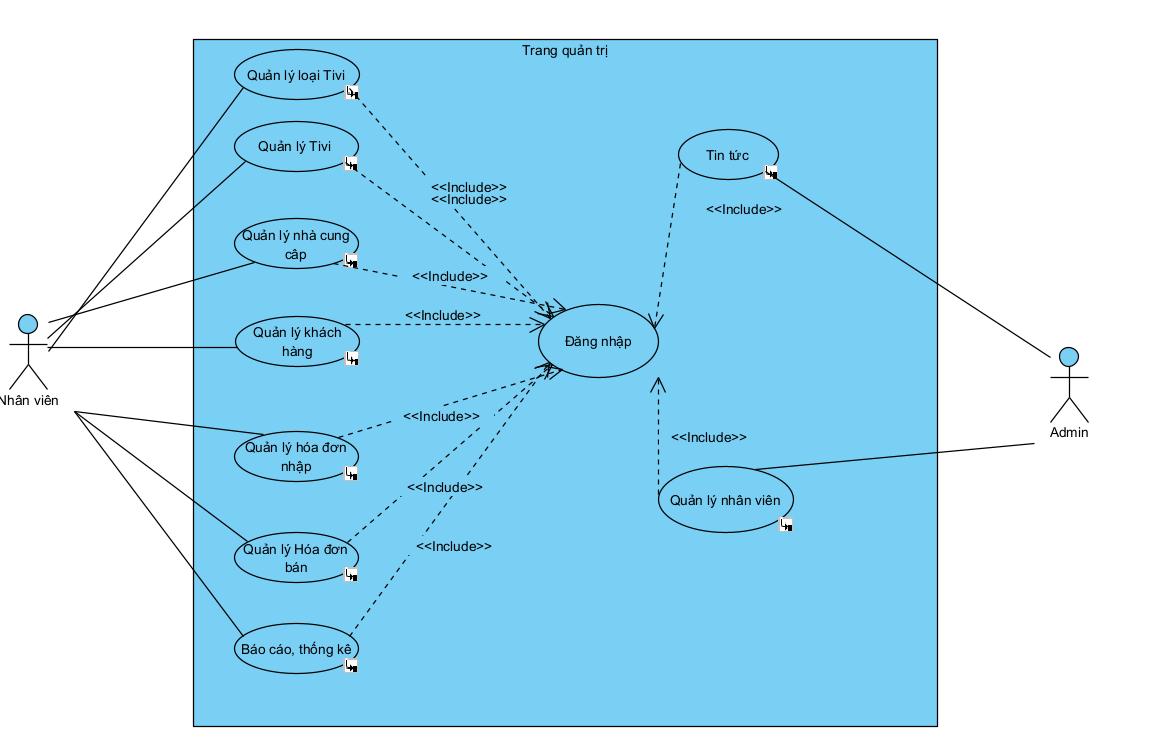 Trang quản trị
Quản lý loại Tivi
Quản lý Tivi
Tin tức
<<Include>>
<<Include>>
<<Include>>
Quản lý nhà cung
câp
<<Include>>
<<Include>>
Quản lý khách
hàng
Đăng nhập
Nhân viên
<<Include>>
Admin
<<Include>>
Quản lý hóa đơn
nhập
<<Include>>
Quản lý nhân viên
Quản lý Hóa đơn
bán
<<Include>>
Báo cáo, thống kê